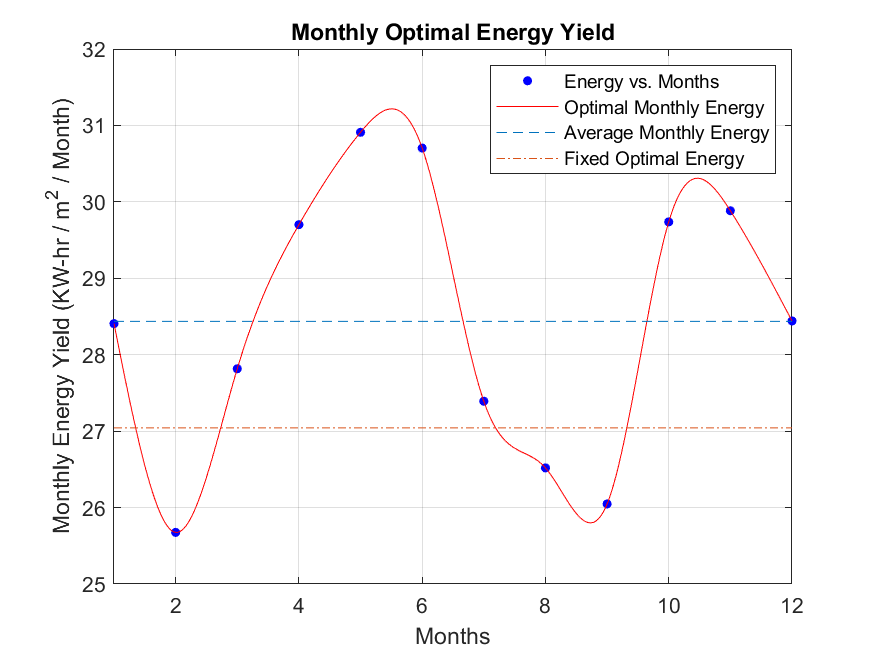 Monthly Optimal Energy Yield
Monthly Energy Yield (KW-hr / m² / Month)
32
31
30
29
28
27
26
25
Energy vs. Months
Optimal Monthly Energy
Average Monthly Energy
Fixed Optimal Energy
2 4 6 8 10 12
Months